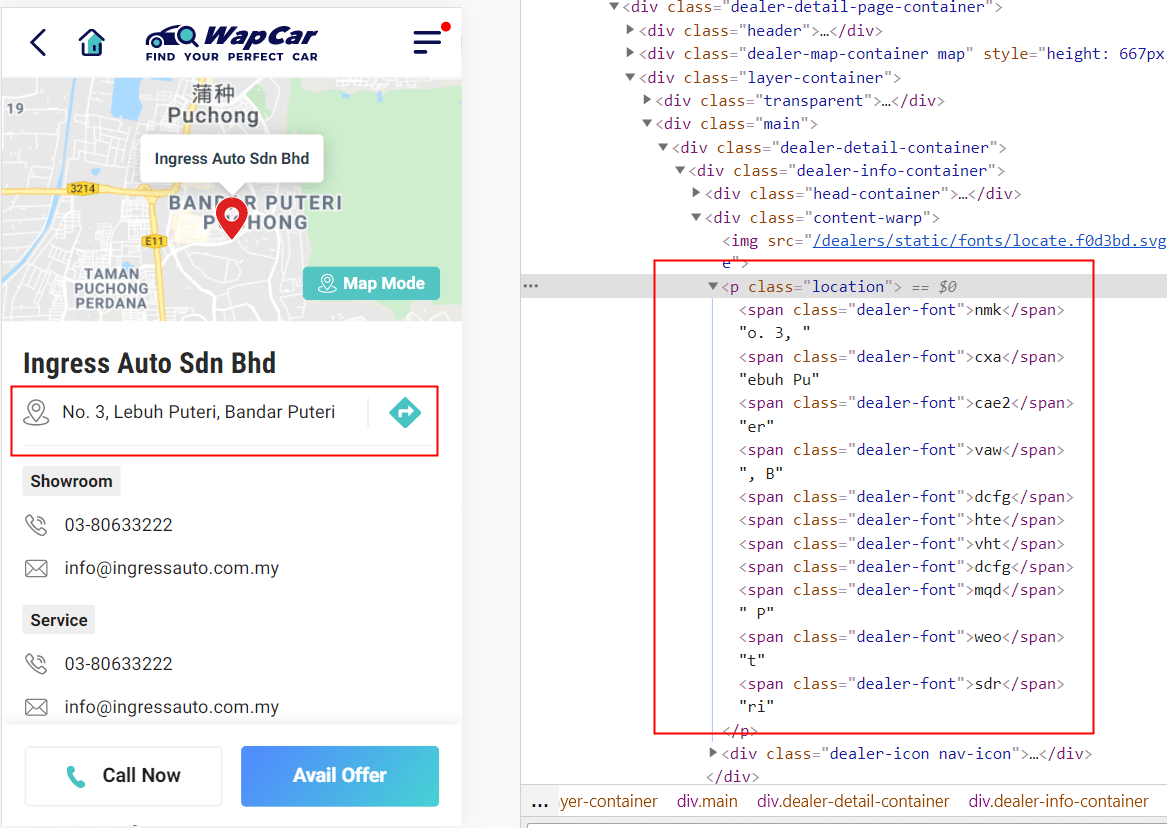 WapCar
FIND YOUR PERFECT CAR
19
蒲种
Puchong
Ingress Auto Sdn Bhd
3214
BANDAR PUTERI
PUCHONG
E11
TAMAN
PUCHONG
PERDANA
Map Mode
Ingress Auto Sdn Bhd
No. 3, Lebuh Puteri, Bandar Puteri
Showroom
03-80633222
info@ingressauto.com.my
Service
03-80633222
info@ingressauto.com.my
Call Now
Avail Offer
<div class="dealer-detail-page-container">
<div class="header">…</div>
<div class="dealer-map-container map" style="height: 667px
<div class="layer-container">
<div class="transparent">…</div>
<div class="main">
<div class="dealer-detail-container">
<div class="dealer-info-container">
<div class="head-container">…</div>
<div class="content-warp">
<img src="/dealers/static/fonts/locate.f0d3bd.svg
e">
... <p class="location"> == $0
<span class="dealer-font">nmk</span>
"o. 3, "
<span class="dealer-font">cxa</span>
"ebuh Pu"
<span class="dealer-font">cae2</span>
"er"
<span class="dealer-font">vaw</span>
", B"
<span class="dealer-font">dcfg</span>
<span class="dealer-font">hte</span>
<span class="dealer-font">vht</span>
<span class="dealer-font">dcfg</span>
<span class="dealer-font">mqd</span>
" P"
<span class="dealer-font">weo</span>
"t"
<span class="dealer-font">sdr</span>
"ri"
</p>
<div class="dealer-icon nav-icon">…</div>
</div>
... yer-container div.main div.dealer-detail-container div.dealer-info-container